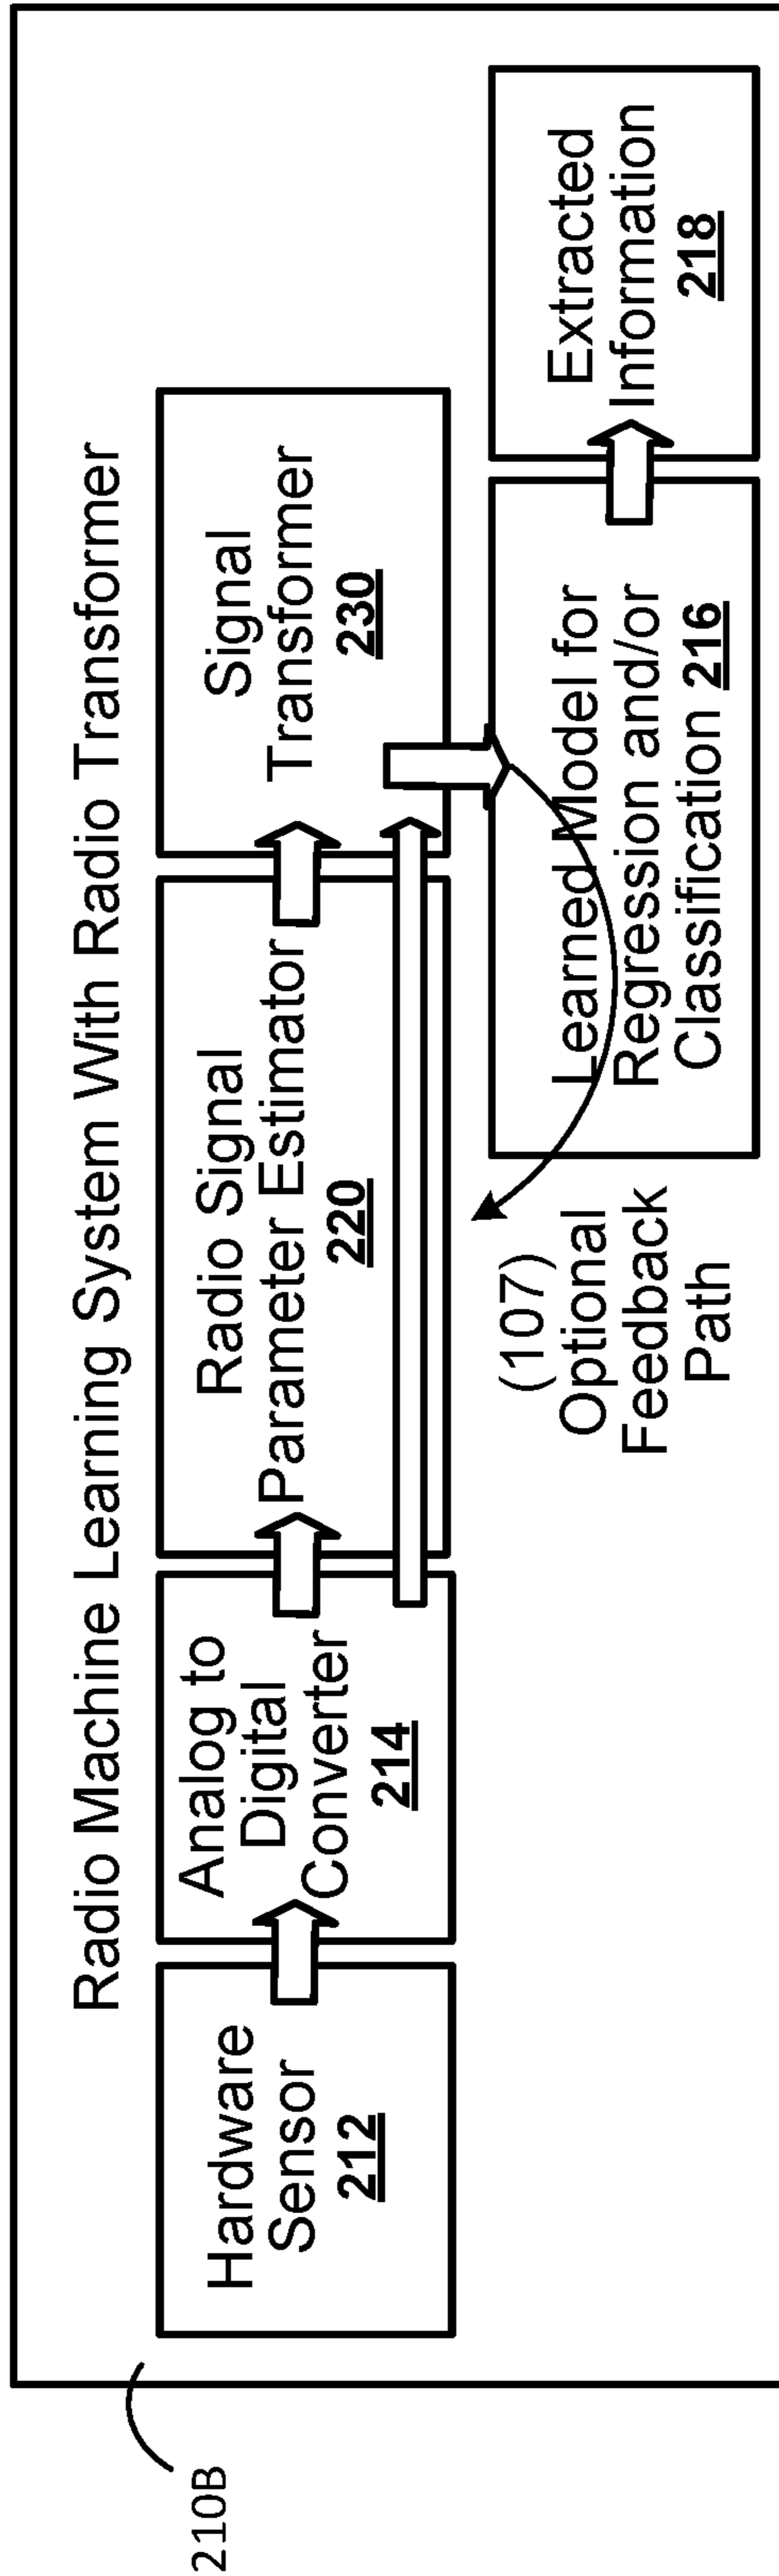 Radio Machine Learning System With Radio Transformer
210B
Hardware
Sensor
212
Analog to
Digital
Converter
214
Radio Signal
Parameter Estimator
220
Signal
Transformer
230
(107)
Optional
Feedback
Path
Learned Model for
Regression and/or
Classification 216
Extracted
Information
218